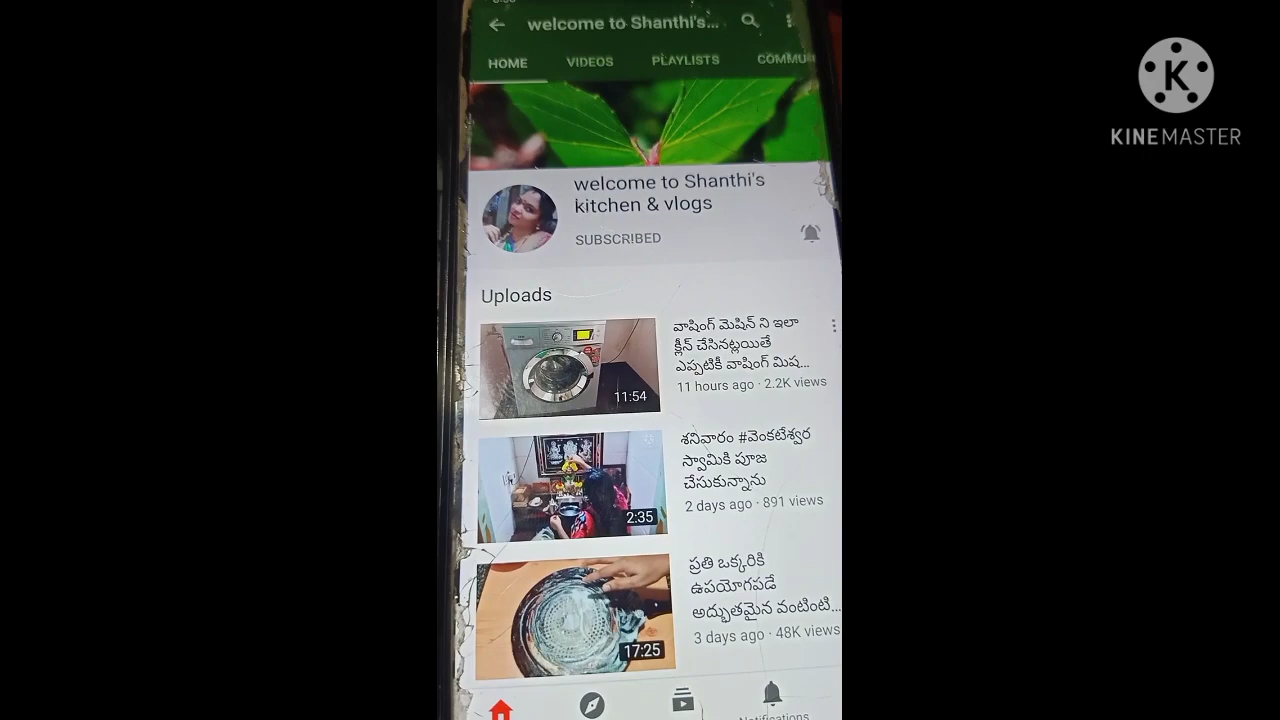 welcome to Shanthi's...
HOME VIDEOS PLAYLISTS COMMU
KINEMASTER
welcome to Shanthi's
kitchen & vlogs
SUBSCRIBED
Uploads
వాషింగ్ మెషిన్ ని ఇలా
క్లీన్ చేసినట్లయితే
ఎప్పటికీ వాషింగ్ మిష...
11 hours ago · 2.2K views
11:54
శనివారం #వెంకటేశ్వర
స్వామికి పూజ
చేసుకున్నాను
2 days ago · 891 views
2:35
ప్రతి ఒక్కరికి
ఉపయోగపడే
అద్భుతమైన వంటింటి...
3 days ago · 48K views
17:25
Notifications